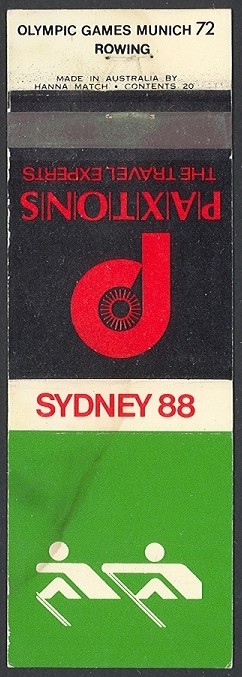 OLYMPIC GAMES MUNICH 72
ROWING
MADE IN AUSTRALIA BY
HANNA MATCH • CONTENTS 20
PAXTONS
THE TRAVEL EXPERTS
SYDNEY 88